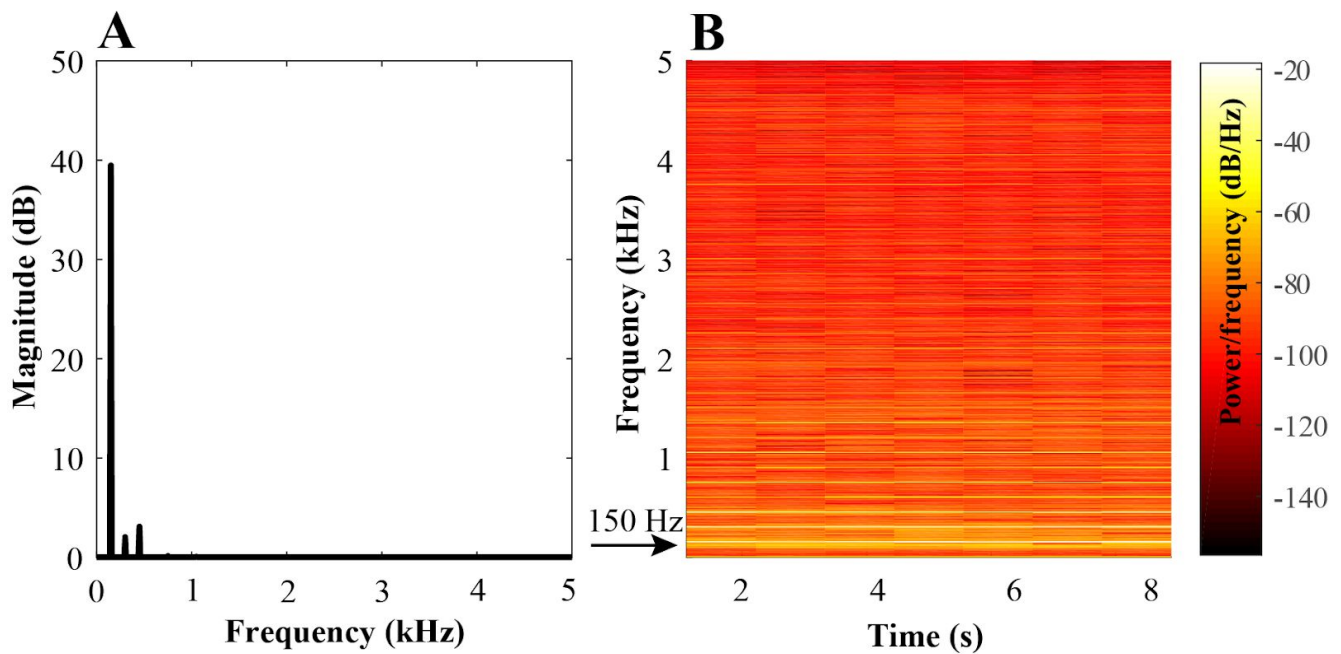 A
50
40
30
20
10
0
Magnitude (dB)
0 1 2 3 4 5
Frequency (kHz)
B
5
4
3
2
1
Frequency (kHz)
150 Hz
2 4 6 8
Time (s)
-20
-40
-60
-80
-100
-120
-140
Power/frequency (dB/Hz)